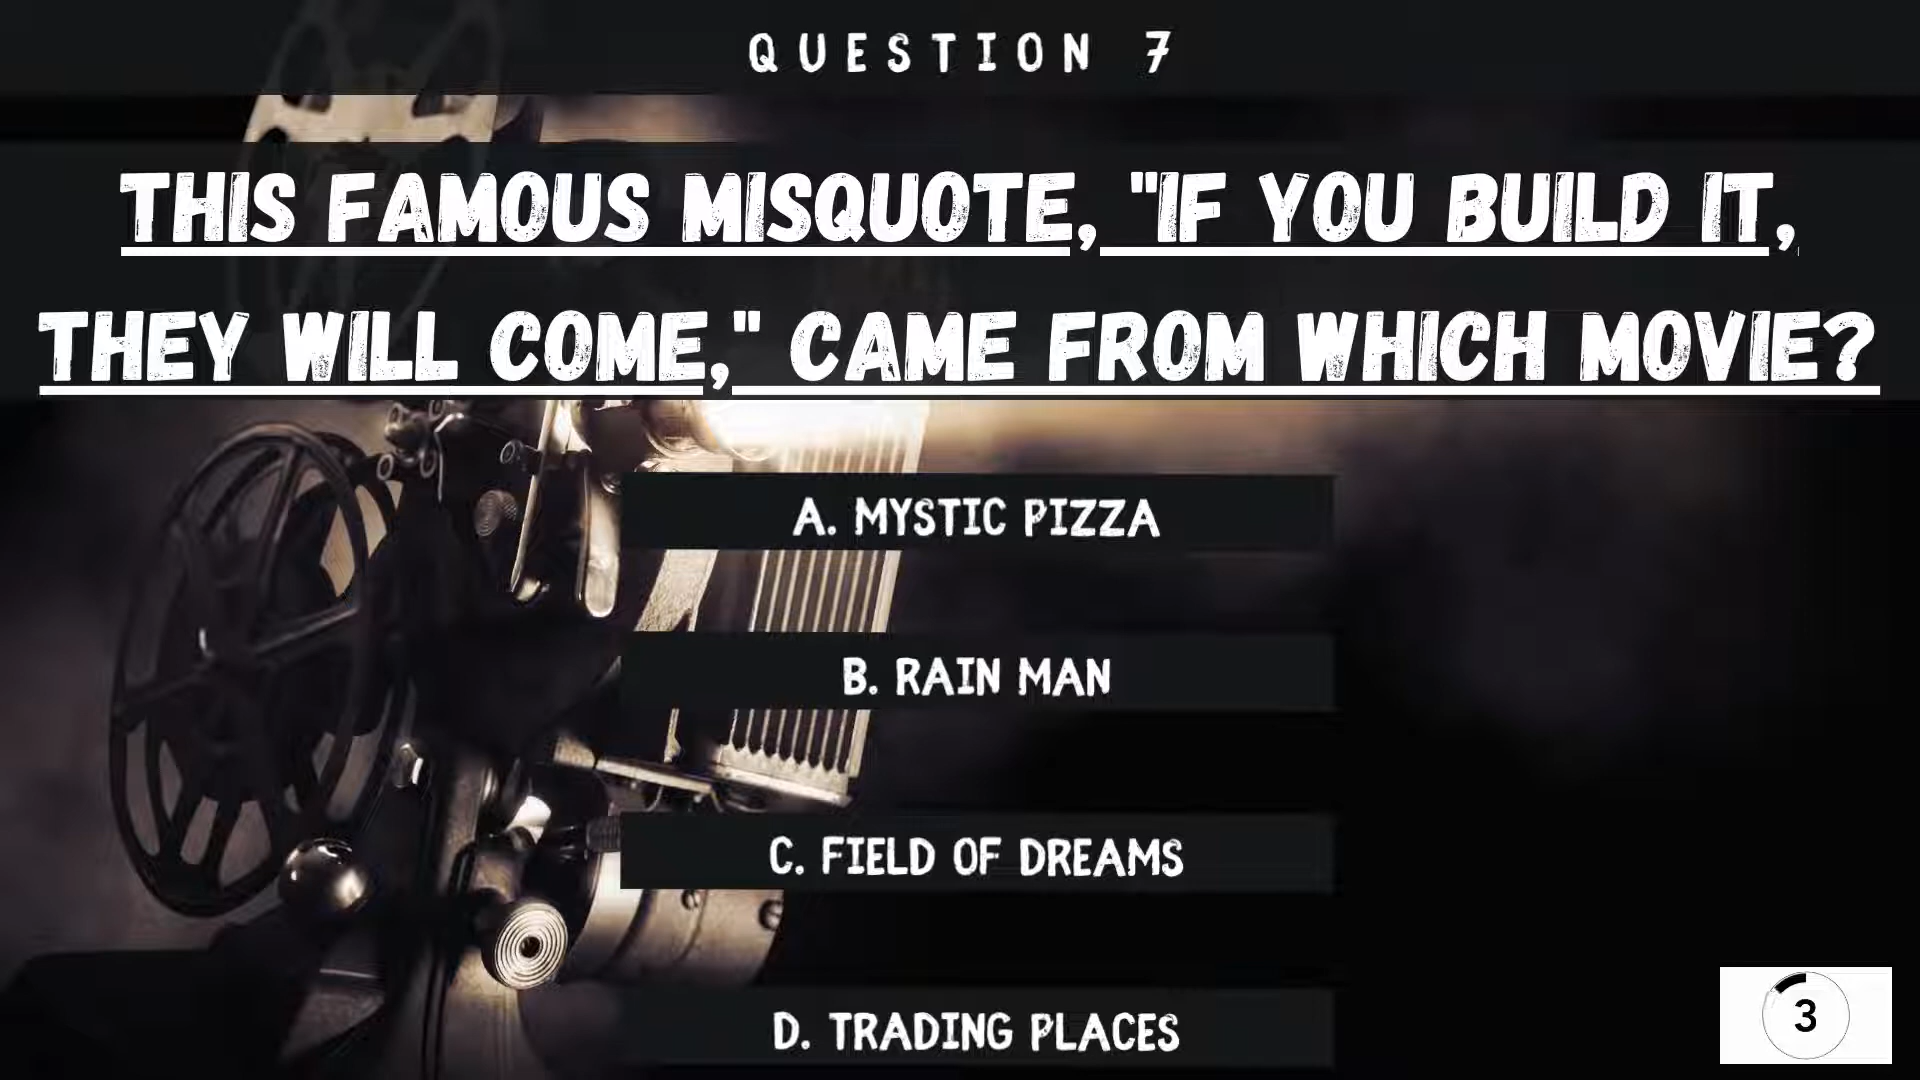 QUESTION 7
THIS FAMOUS MISQUOTE, "IF YOU BUILD IT,
THEY WILL COME," CAME FROM WHICH MOVIE?
A. MYSTIC PIZZA
B. RAIN MAN
C. FIELD OF DREAMS
D. TRADING PLACES
3